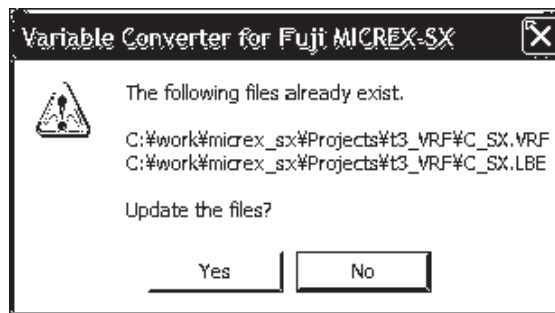 Variable Converter for Fuji MICREX-SX
The following files already exist.
C:¥work¥micrex_sx¥Projects¥t3_VRF¥C_SX.VRF
C:¥work¥micrex_sx¥Projects¥t3_VRF¥C_SX.LBE
Update the files?
Yes
No